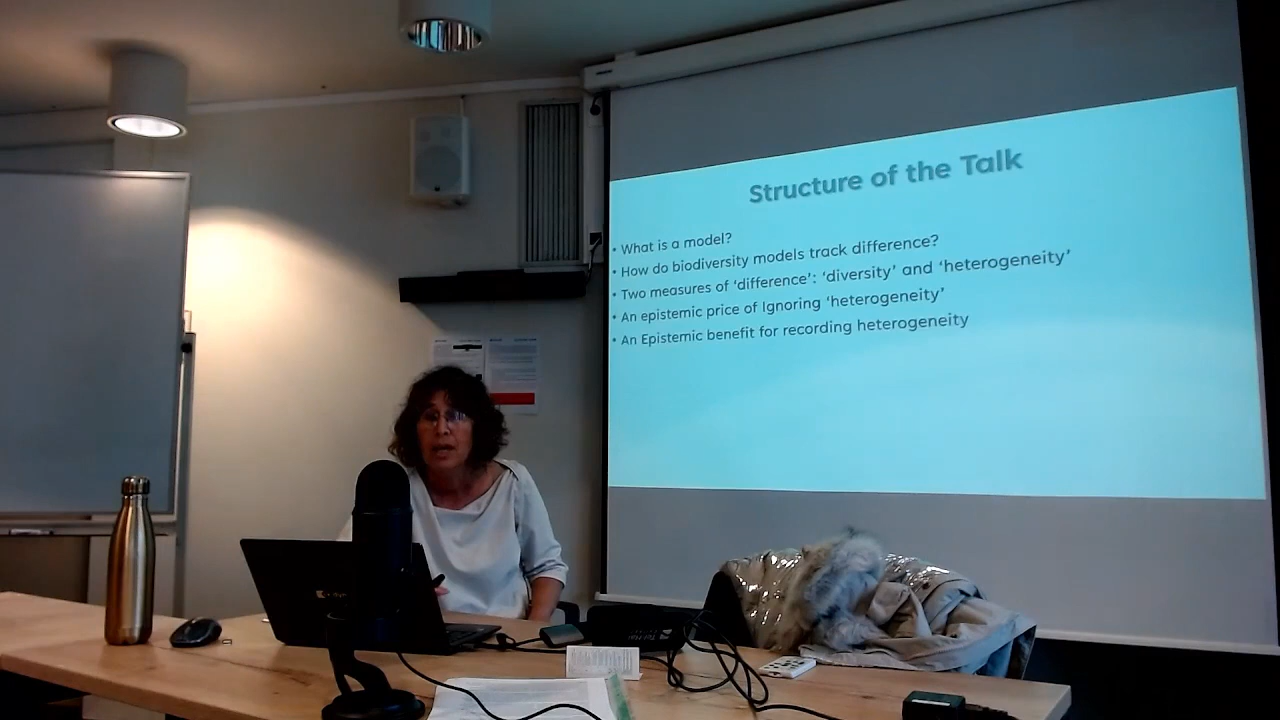 Structure of the Talk
• What is a model?
• How do biodiversity models track difference?
• Two measures of ‘difference’: ‘diversity’ and ‘heterogeneity’
• An epistemic price of Ignoring ‘heterogeneity’
• An Epistemic benefit for recording heterogeneity